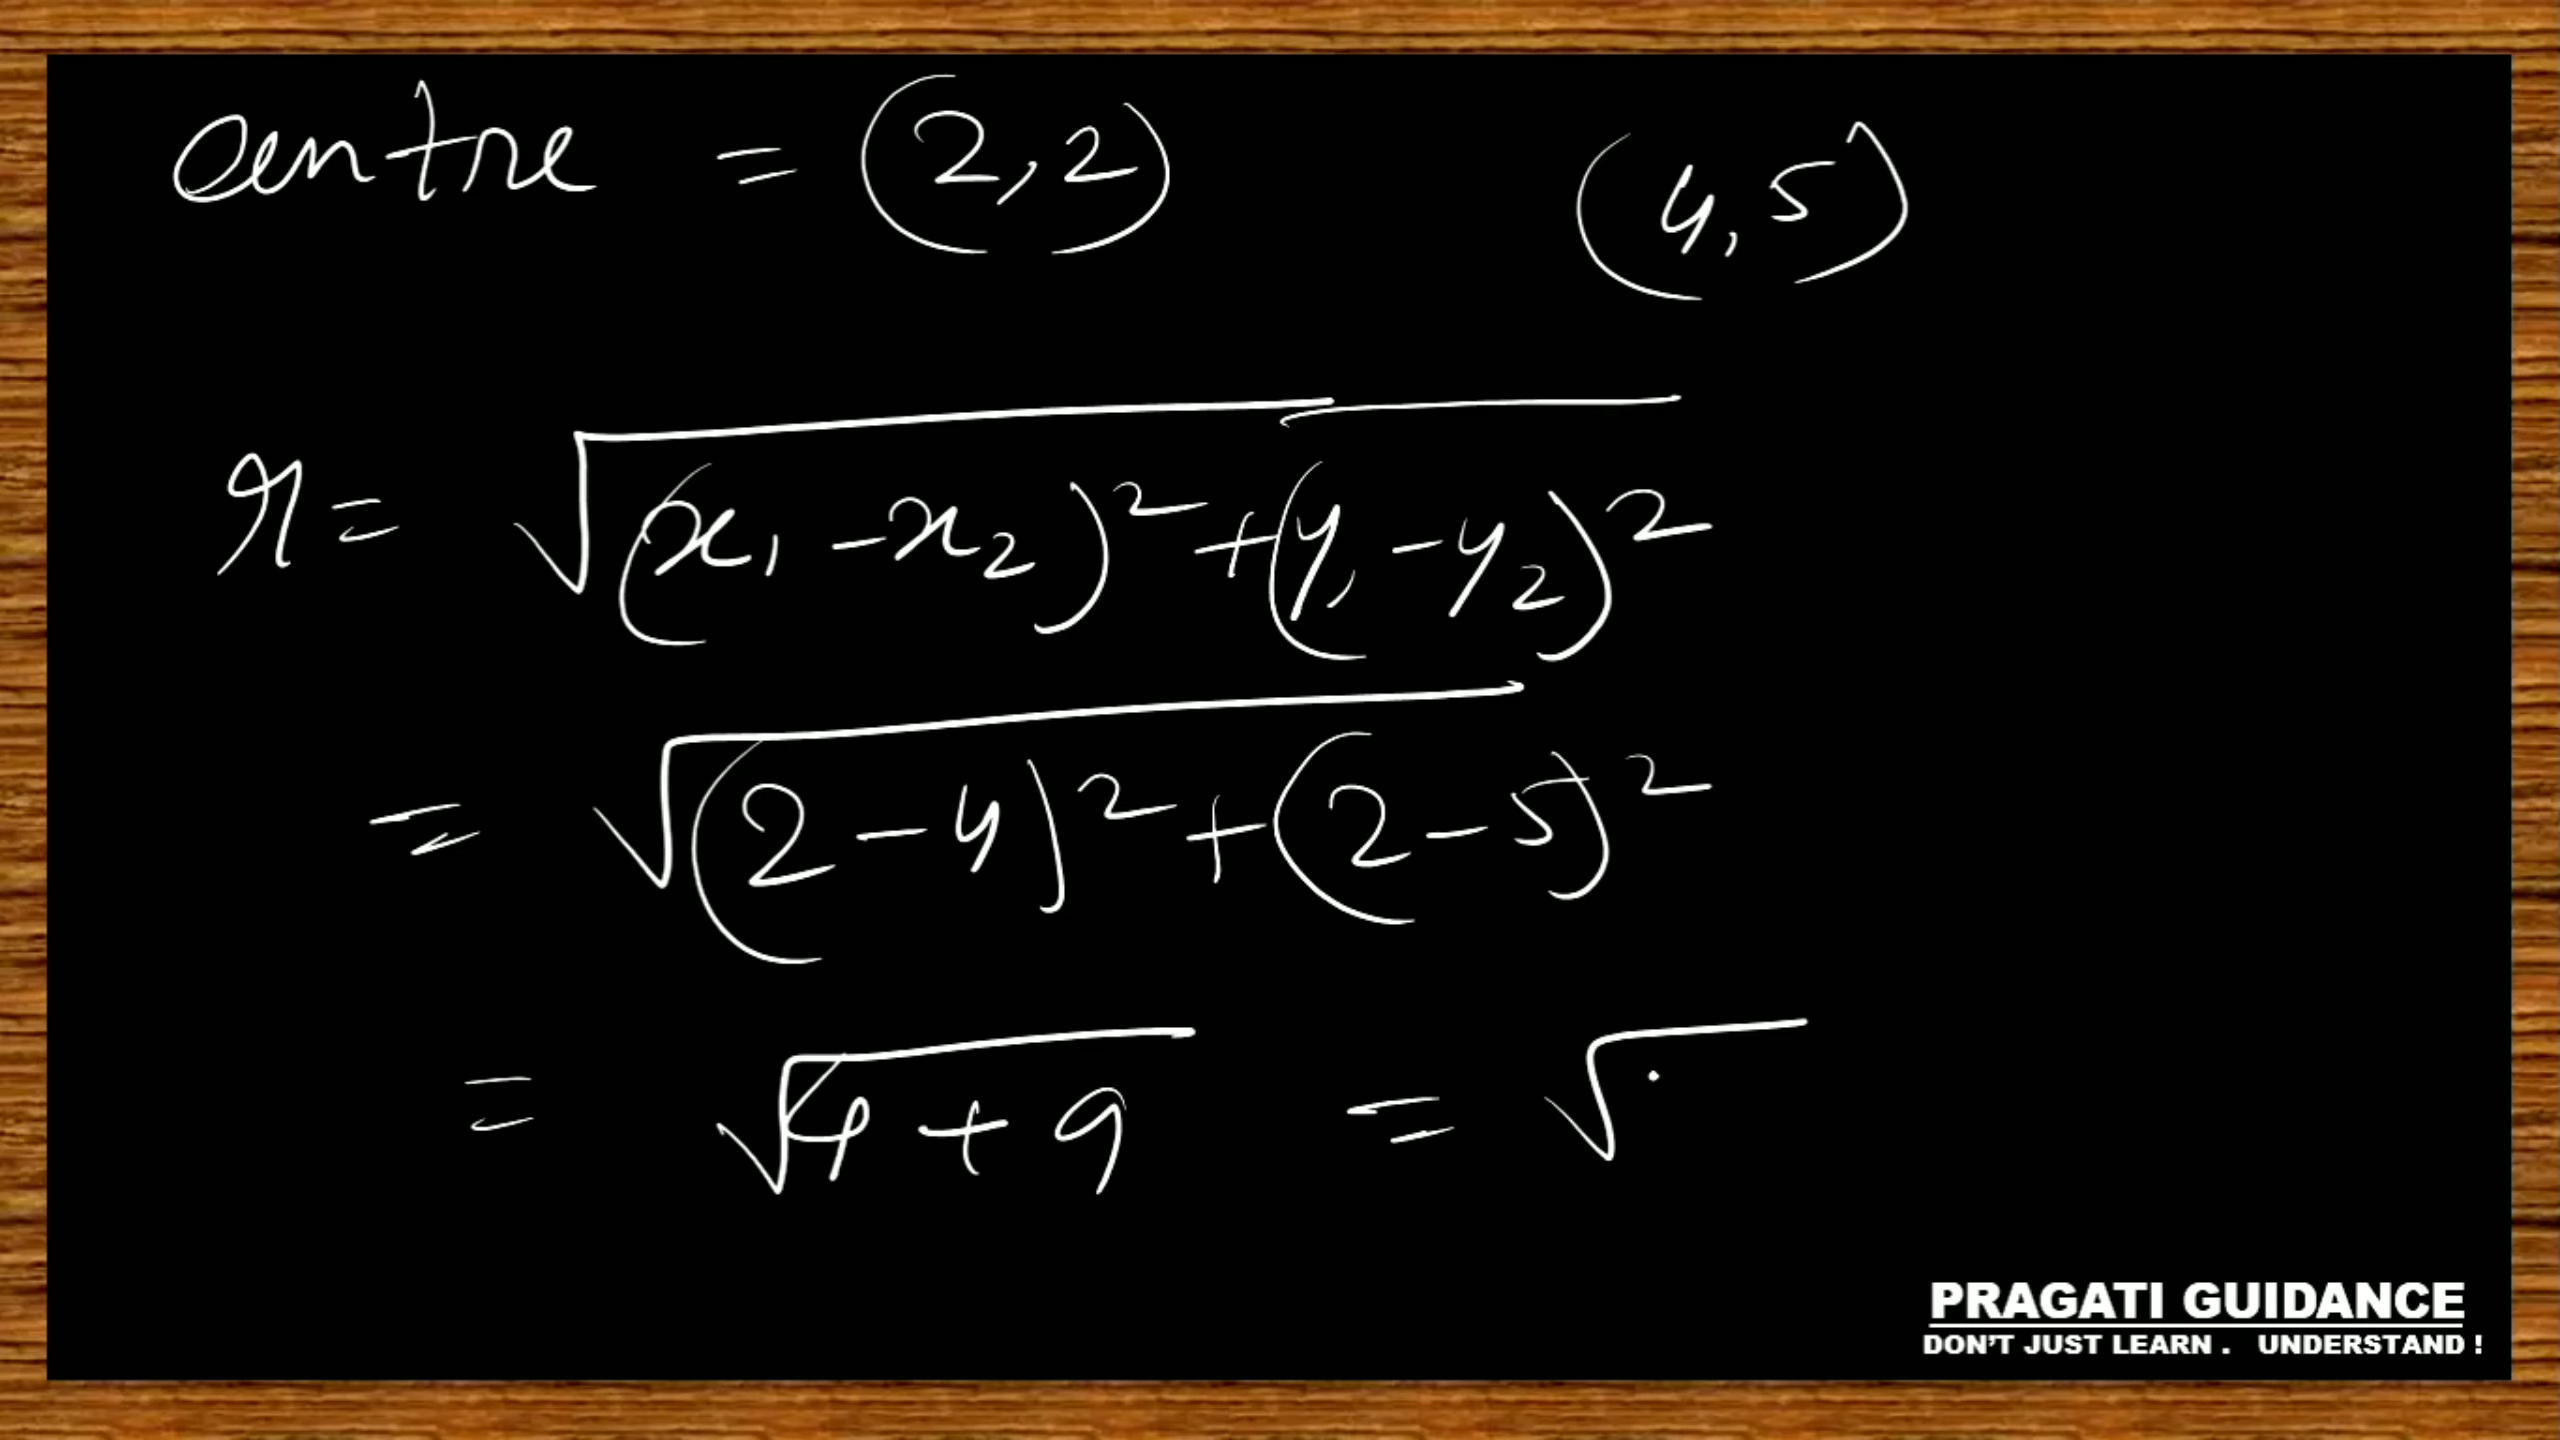 centre = (2,2) (4,5)
r = √(x₁ - x₂)² + (y₁ - y₂)²
= √(2 - 4)² + (2 - 5)²
= √4 + 9 = √
PRAGATI GUIDANCE
DON'T JUST LEARN . UNDERSTAND !